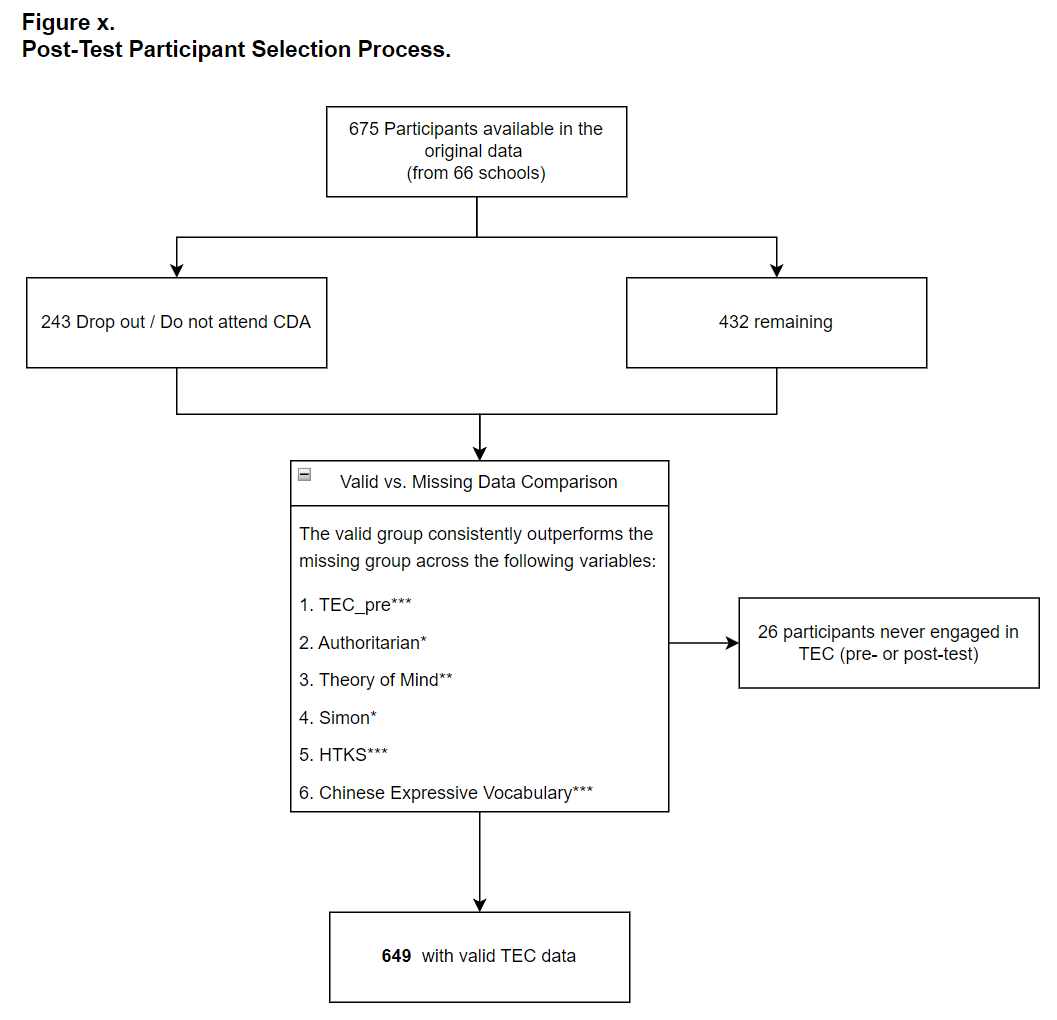 Figure x.
Post-Test Participant Selection Process.
675 Participants available in the
original data
(from 66 schools)
243 Drop out / Do not attend CDA
432 remaining
Valid vs. Missing Data Comparison
The valid group consistently outperforms the
missing group across the following variables:
1. TEC_pre***
2. Authoritarian*
3. Theory of Mind**
4. Simon*
5. HTKS***
6. Chinese Expressive Vocabulary***
26 participants never engaged in
TEC (pre- or post-test)
649 with valid TEC data